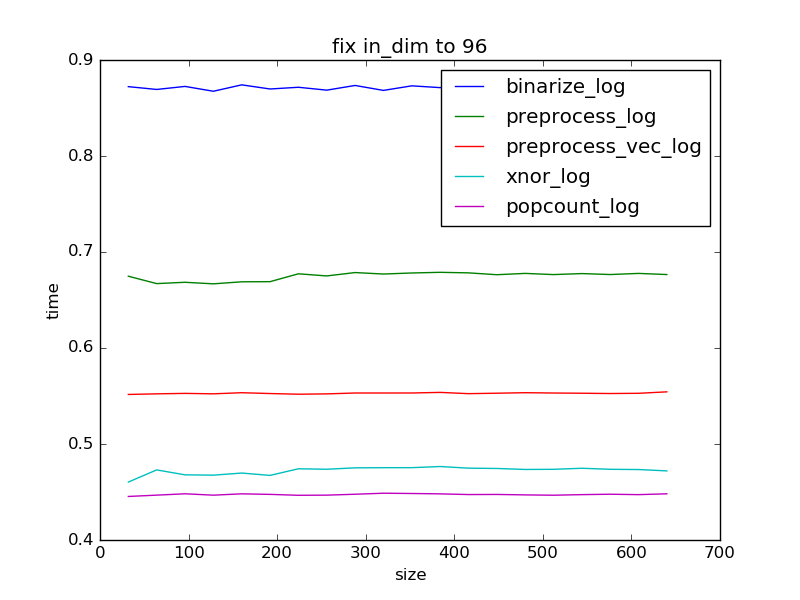 fix in_dim to 96
0.9
0.8
0.7
0.6
0.5
0.4
time
binarize_log
preprocess_log
preprocess_vec_log
xnor_log
popcount_log
0 100 200 300 400 500 600 700
size